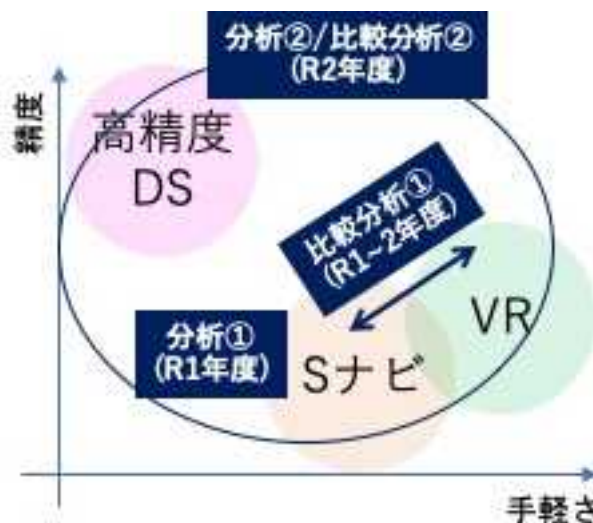 分析②/比較分析②
(R2年度)
精度
高精度
DS
比較分析①
(R1~2年度)
VR
分析①
(R1年度)
Sナビ
手軽さ